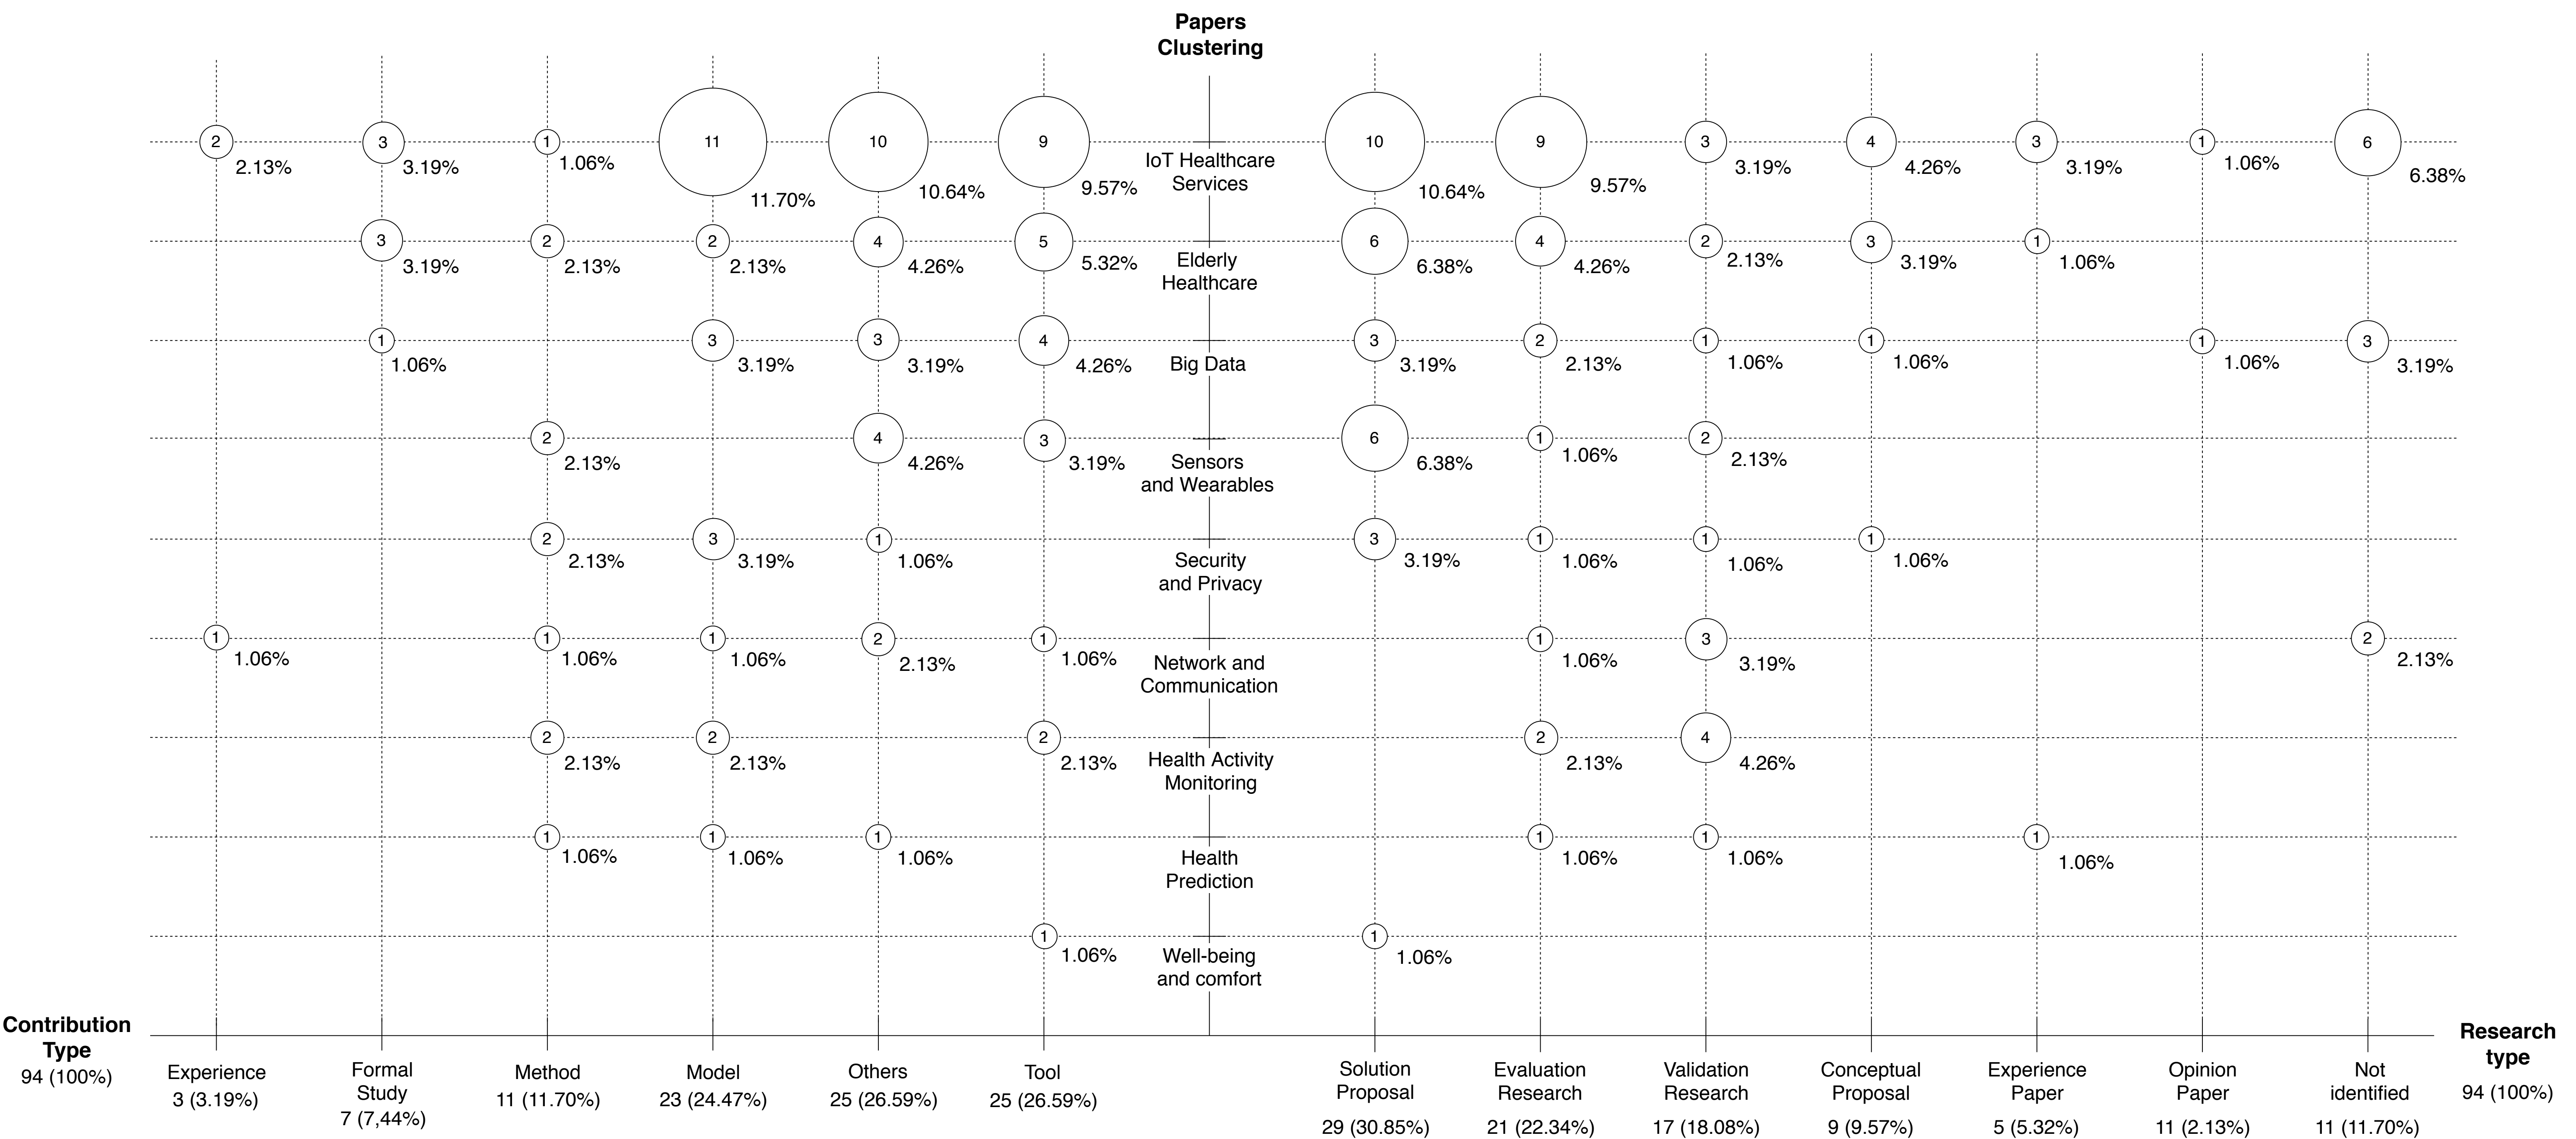 Papers
Clustering
2 3 1 11 10 9 10 9 3 4 3 1 6
2.13% 3.19% 1.06% 11.70% 10.64% 9.57% 10.64% 9.57% 3.19% 4.26% 3.19% 1.06% 6.38%
IoT Healthcare
Services
3 2 2 4 5 6 4 2 3 1
3.19% 2.13% 2.13% 4.26% 5.32% 6.38% 4.26% 2.13% 3.19% 1.06%
Elderly
Healthcare
1 3 3 4 3 2 1 1 1 3
1.06% 3.19% 3.19% 4.26% 3.19% 2.13% 1.06% 1.06% 1.06% 3.19%
Big Data
2 4 3 6 1 2
2.13% 4.26% 3.19% 6.38% 1.06% 2.13%
Sensors
and Wearables
2 3 1 3 1 1 1
2.13% 3.19% 1.06% 3.19% 1.06% 1.06% 1.06%
Security
and Privacy
1 1 1 2 1 1 3 2
1.06% 1.06% 1.06% 2.13% 1.06% 1.06% 3.19% 2.13%
Network and
Communication
2 2 2 2 4
2.13% 2.13% 2.13% 2.13% 4.26%
Health Activity
Monitoring
1 1 1 1 1 1
1.06% 1.06% 1.06% 1.06% 1.06% 1.06%
Health
Prediction
1 1
1.06% 1.06%
Well-being
and comfort
Contribution
Type
94 (100%)
Experience
3 (3.19%)
Formal
Study
7 (7,44%)
Method
11 (11.70%)
Model
23 (24.47%)
Others
25 (26.59%)
Tool
25 (26.59%)
Solution
Proposal
29 (30.85%)
Evaluation
Research
21 (22.34%)
Validation
Research
17 (18.08%)
Conceptual
Proposal
9 (9.57%)
Experience
Paper
5 (5.32%)
Opinion
Paper
11 (2.13%)
Not
identified
11 (11.70%)
Research
type
94 (100%)